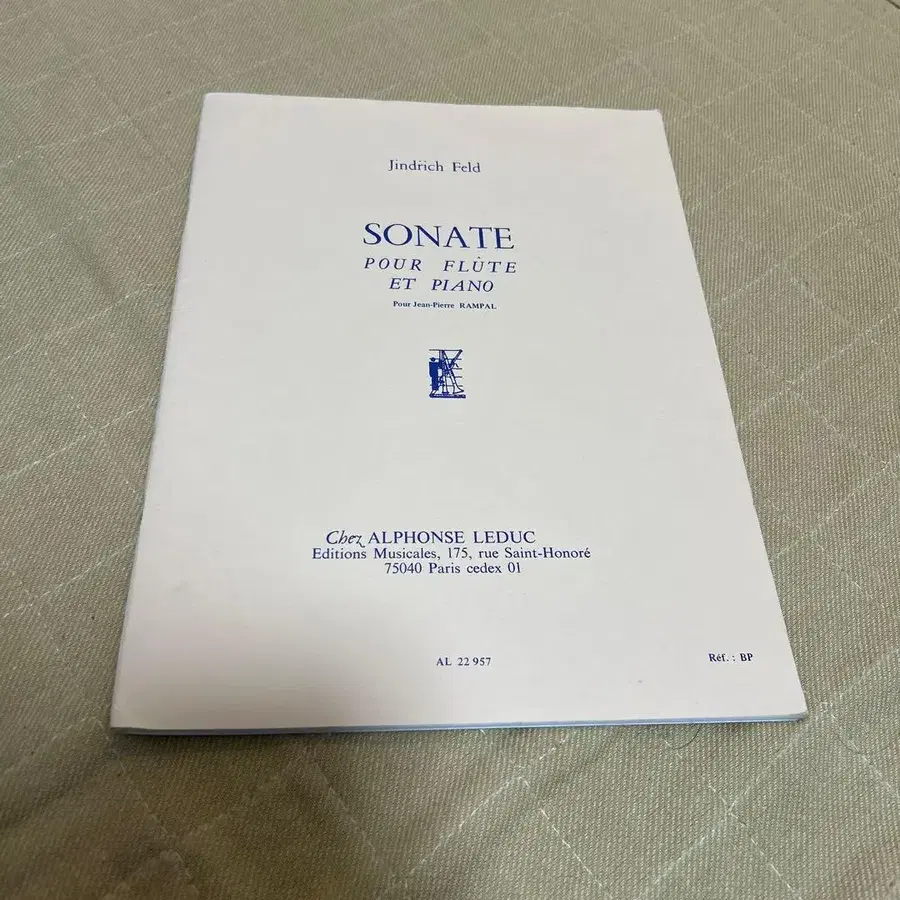 Jindřich Feld
SONATE
POUR FLÛTE
ET PIANO
Pour Jean-Pierre RAMPAL
Chez ALPHONSE LEDUC
Editions Musicales, 175, rue Saint-Honoré
75040 Paris cedex 01
AL 22 957
Réf. : BP